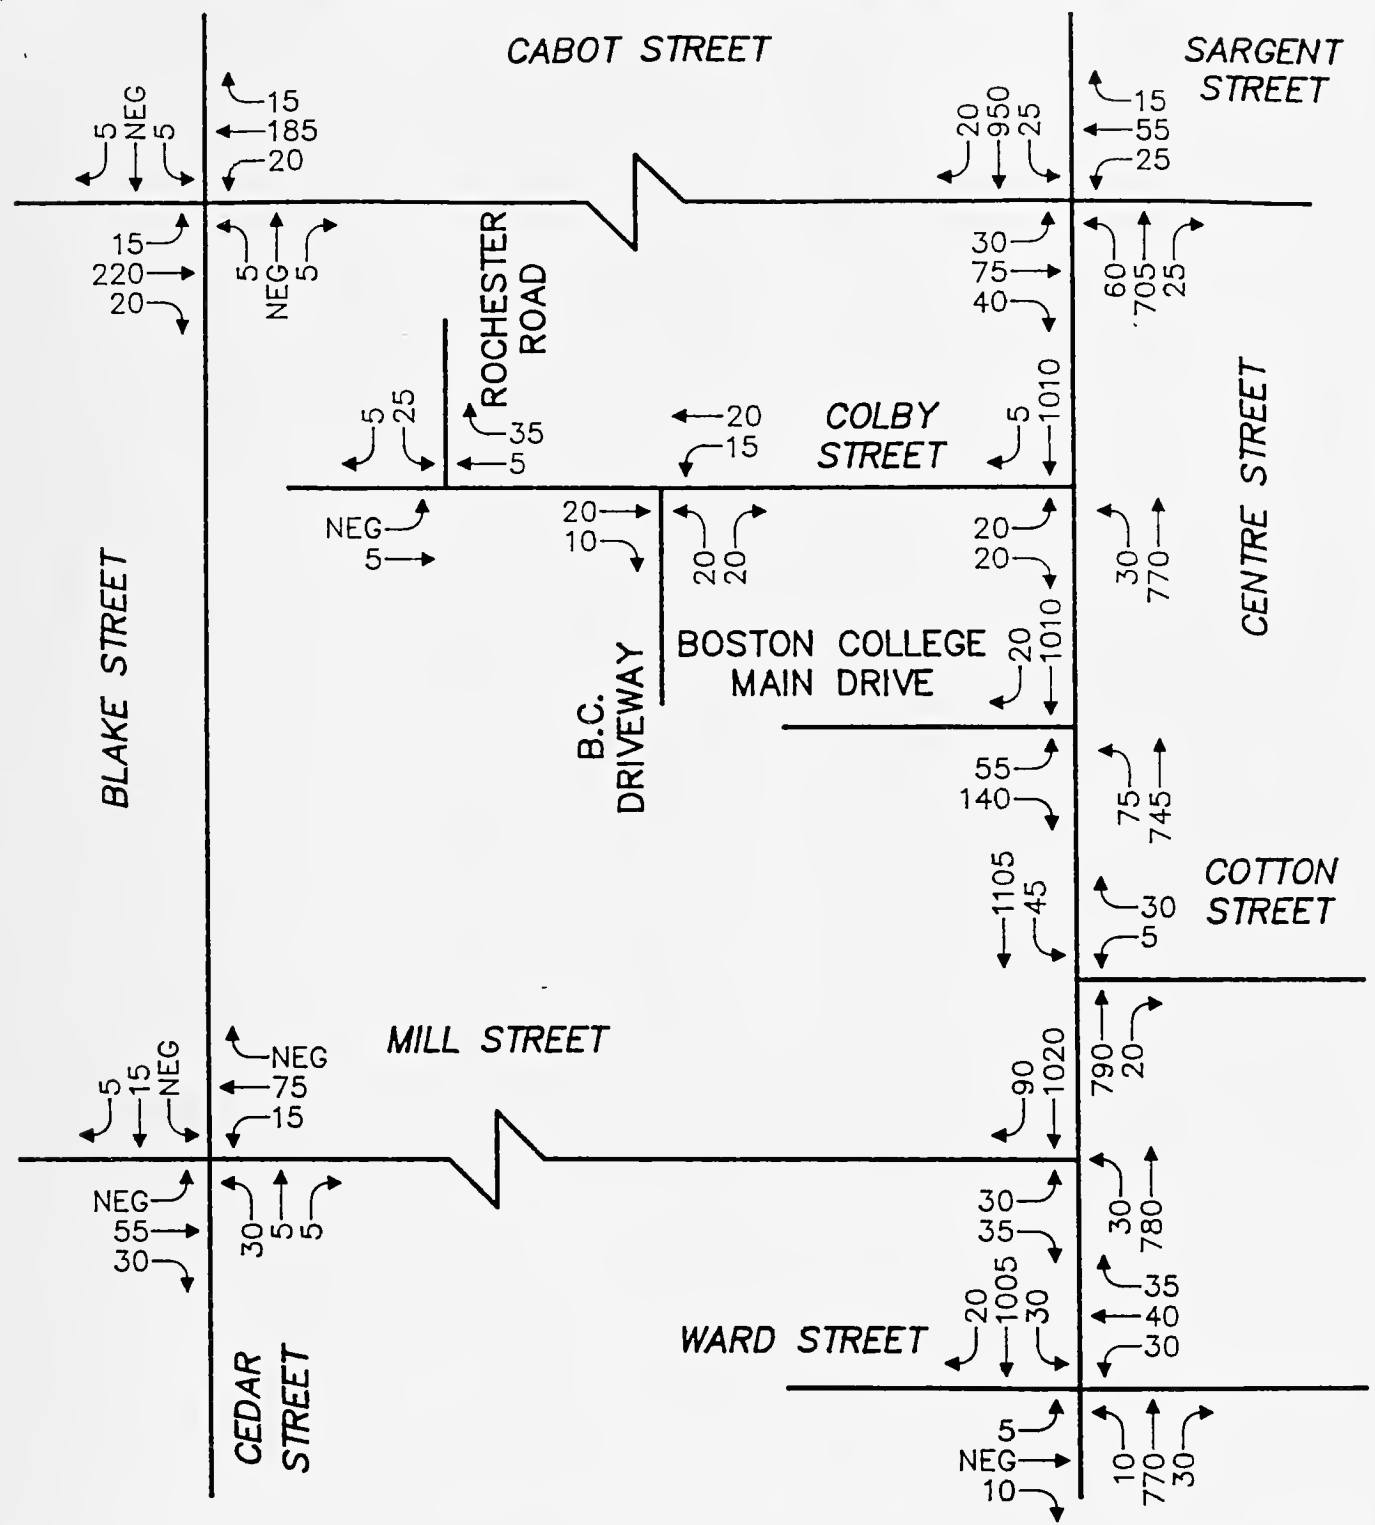 CABOT STREET
SARGENT
STREET
5
NEG
5
15
185
20
20
950
25
15
55
25
15
220
20
5
NEG
5
30
75
40
60
705
25
ROCHESTER
ROAD
5
25
35
5
20
15
COLBY
STREET
5
1010
CENTRE STREET
NEG
5
20
10
20
20
20
20
30
770
BLAKE STREET
B.C.
DRIVEWAY
BOSTON COLLEGE
MAIN DRIVE
20
1010
55
140
75
745
COTTON
STREET
1105
45
30
5
790
20
MILL STREET
5
15
NEG
NEG
75
15
90
1020
NEG
55
30
30
5
5
30
35
30
780
CEDAR
STREET
WARD STREET
20
1005
30
35
40
30
5
NEG
10
10
770
30